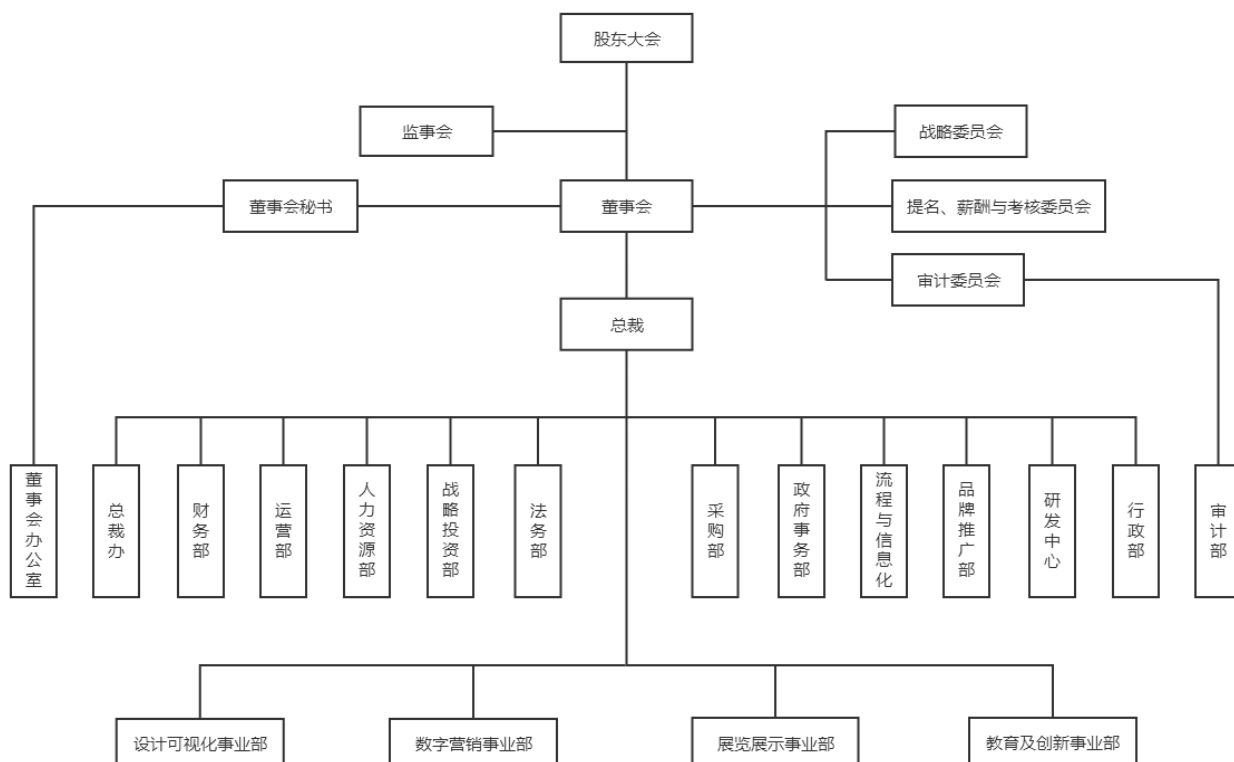 股东大会
监事会
战略委员会
董事会秘书
董事会
提名、薪酬与考核委员会
审计委员会
总裁
董事会办公室
总裁办
财务部
运营部
人力资源部
战略投资部
法务部
采购部
政府事务部
流程与信息化
品牌推广部
研发中心
行政部
审计部
设计可视化事业部
数字营销事业部
展览展示事业部
教育及创新事业部